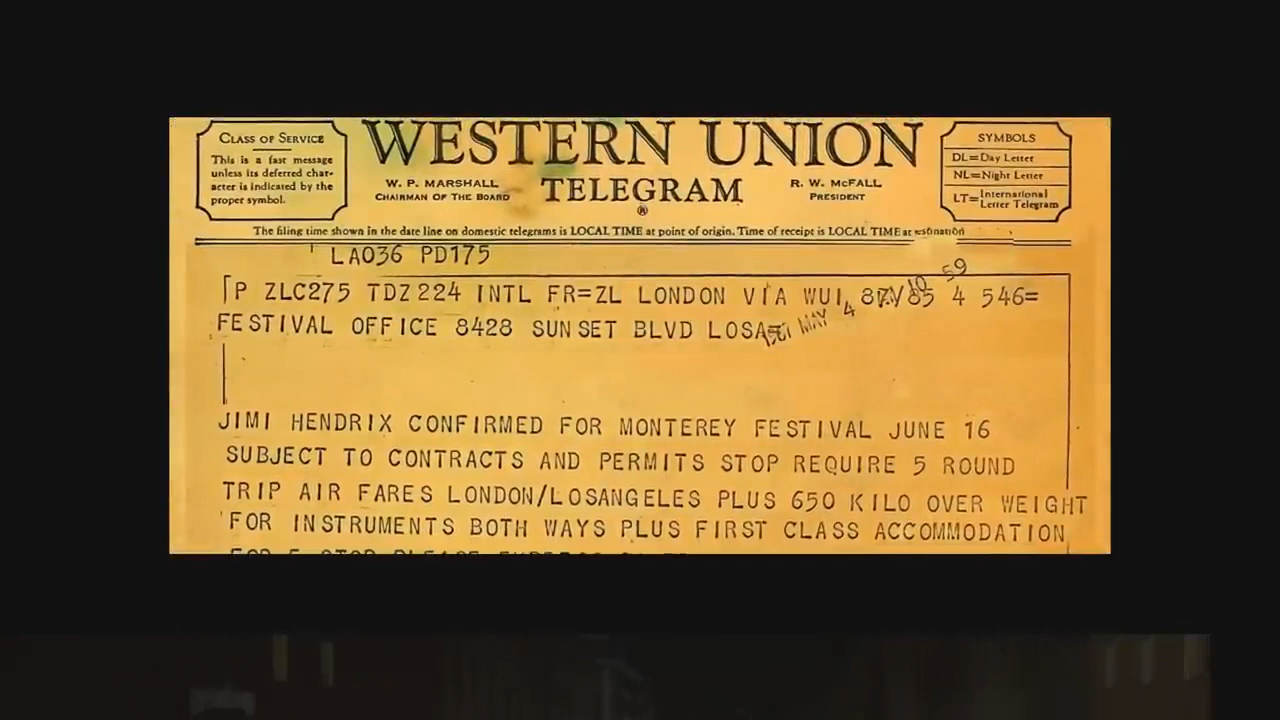 CLASS OF SERVICE
This is a fast message
unless its deferred char-
acter is indicated by the
proper symbol.
WESTERN UNION
TELEGRAM
®
W. P. MARSHALL
CHAIRMAN OF THE BOARD
R. W. McFALL
PRESIDENT
SYMBOLS
DL=Day Letter
NL=Night Letter
LT=International
Letter Telegram
The filing time shown in the date line on domestic telegrams is LOCAL TIME at point of origin. Time of receipt is LOCAL TIME at
LA036 PD175
P ZLC275 TDZ224 INTL FR=ZL LONDON VIA WUI 4 546=
1967 MAY 4 59
FESTIVAL OFFICE 8428 SUNSET BLVD
JIMI HENDRIX CONFIRMED FOR MONTEREY FESTIVAL JUNE 16
SUBJECT TO CONTRACTS AND PERMITS STOP REQUIRE 5 ROUND
TRIP AIR FARES LONDON/LOSANGELES PLUS 650 KILO OVER WEIGHT
FOR INSTRUMENTS BOTH WAYS PLUS FIRST CLASS ACCOMMODATION